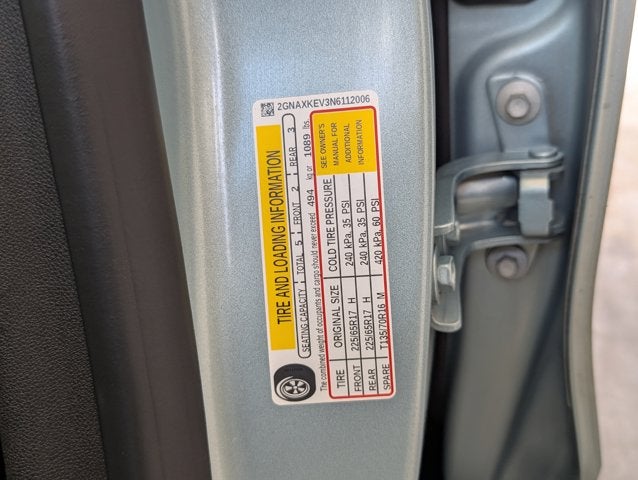 2GNAXKEV3N6112006
TIRE AND LOADING INFORMATION
SEATING CAPACITY TOTAL 5 FRONT 2 REAR 3
The combined weight of occupants and cargo should never exceed 494 kg or 1089 lbs.
TIRE ORIGINAL SIZE COLD TIRE PRESSURE
FRONT 225/65R17 H 240 kPa, 35 PSI
REAR 225/65R17 H 240 kPa, 35 PSI
SPARE T135/70R16 M 420 kPa, 60 PSI
SEE OWNER'S
MANUAL FOR
ADDITIONAL
INFORMATION